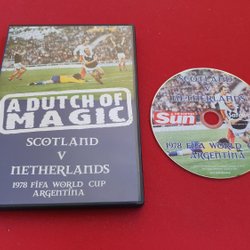 A DUTCH OF
MAGIC
SCOTLAND
V
NETHERLANDS
1978 FIFA WORLD CUP
ARGENTINA
SCOTLAND
V
NETHERLANDS
Sun
1978 FIFA WORLD CUP
ARGENTINA